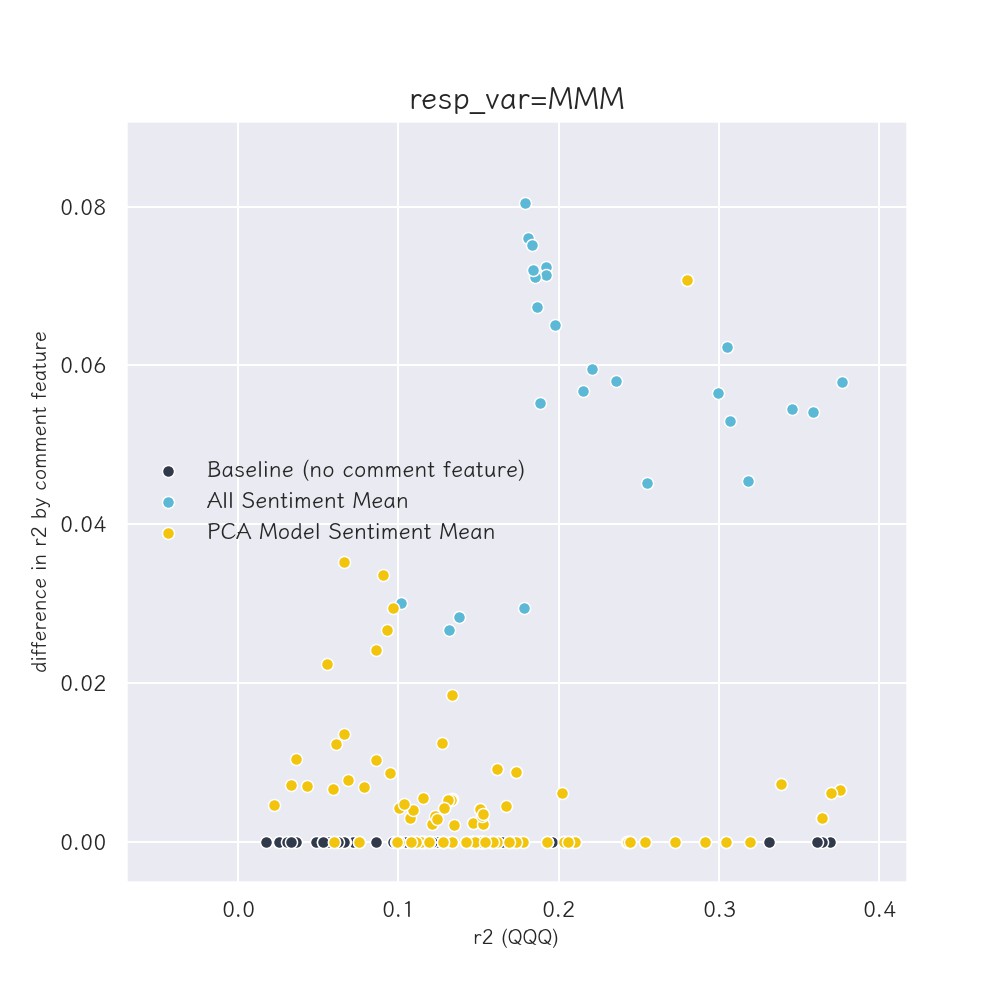 resp_var=MMM
0.08
0.06
0.04
0.02
0.00
difference in r2 by comment feature
Baseline (no comment feature)
All Sentiment Mean
PCA Model Sentiment Mean
0.0 0.1 0.2 0.3 0.4
r2 (QQQ)